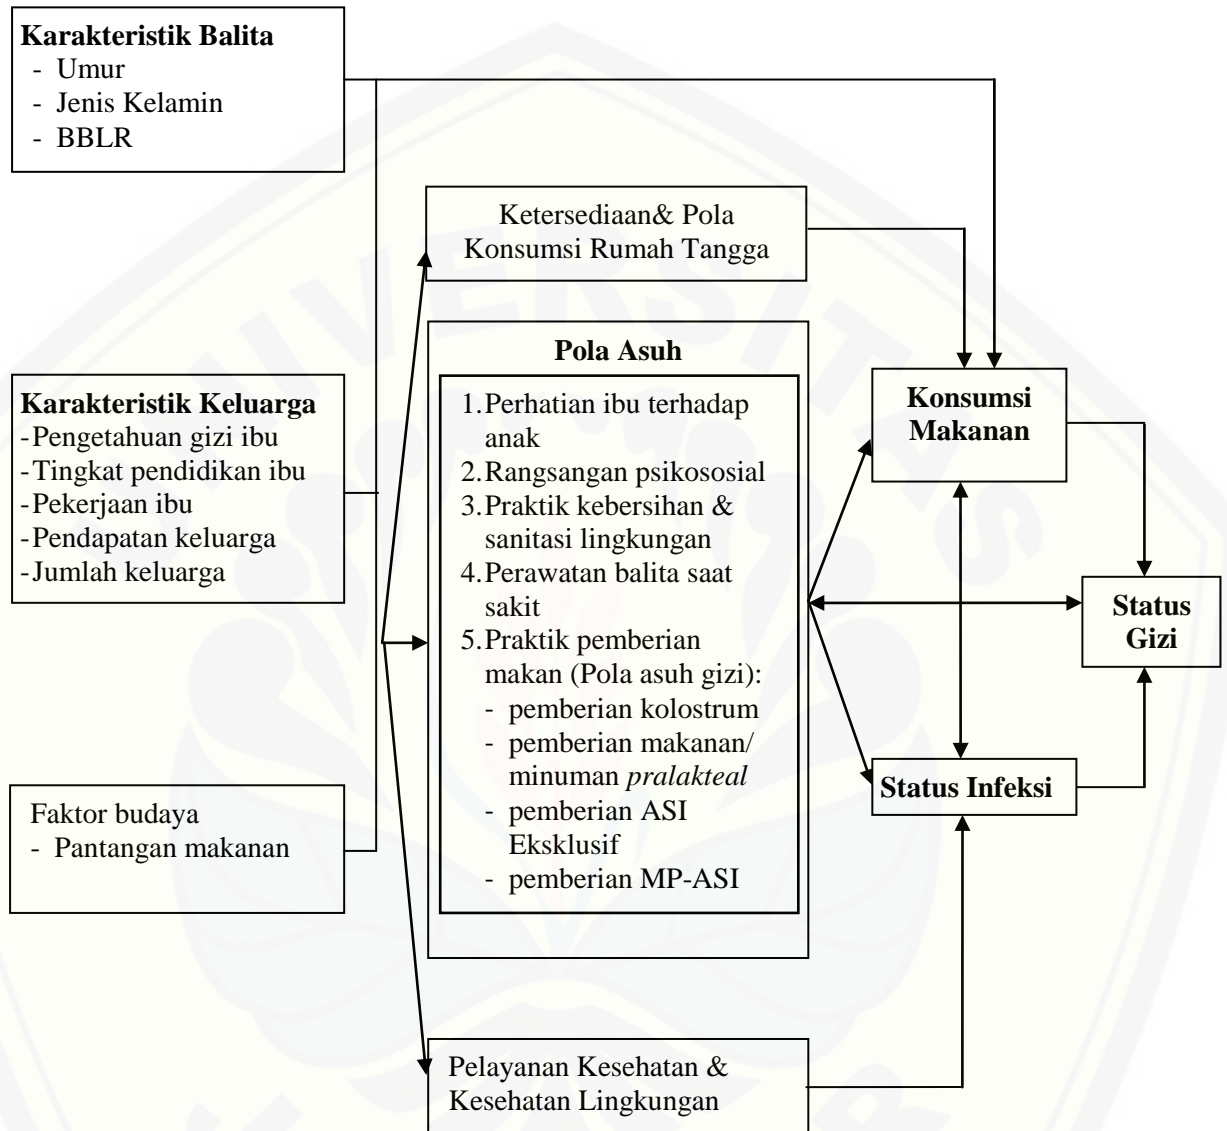 Karakteristik Balita
- Umur
- Jenis Kelamin
- BBLR
Ketersediaan& Pola
Konsumsi Rumah Tangga
Karakteristik Keluarga
-Pengetahuan gizi ibu
-Tingkat pendidikan ibu
-Pekerjaan ibu
-Pendapatan keluarga
-Jumlah keluarga
Faktor budaya
- Pantangan makanan
Pola Asuh
1.Perhatian ibu terhadap
anak
2.Rangsangan psikososial
3.Praktik kebersihan &
sanitasi lingkungan
4.Perawatan balita saat
sakit
5.Praktik pemberian
makan (Pola asuh gizi):
- pemberian kolostrum
- pemberian makanan/
minuman pralakteal
- pemberian ASI
Eksklusif
- pemberian MP-ASI
Pelayanan Kesehatan &
Kesehatan Lingkungan
Konsumsi
Makanan
Status Infeksi
Status
Gizi
UNIVERSITAS